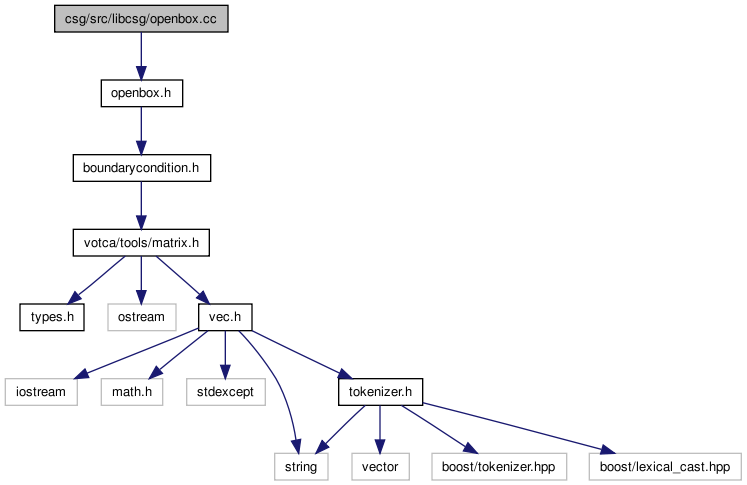 csg/src/libcsg/openbox.cc
openbox.h
boundarycondition.h
votca/tools/matrix.h
types.h
ostream
vec.h
iostream
math.h
stdexcept
tokenizer.h
string
vector
boost/tokenizer.hpp
boost/lexical_cast.hpp